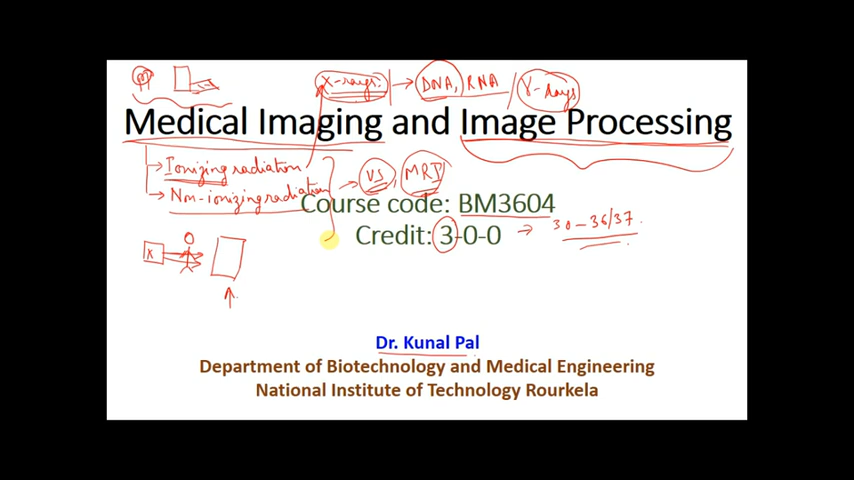 X-rays. → DNA, RNA / γ-rays
Medical Imaging and Image Processing
→ Ionizing radiation
→ Non-ionizing radiation → US, MRI
Course code: BM3604
Credit: 3-0-0 → 30 - 36/37.
X
Dr. Kunal Pal
Department of Biotechnology and Medical Engineering
National Institute of Technology Rourkela